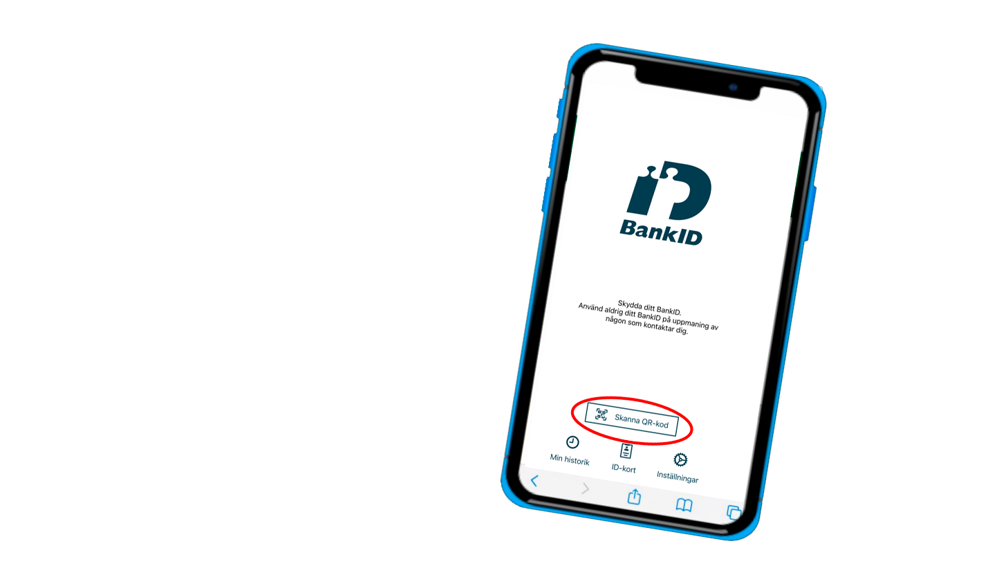 BankID
Skydda ditt BankID.
Använd aldrig ditt BankID på uppmaning av
någon som kontaktar dig.
Skanna QR-kod
Min historik
ID-kort
Inställningar